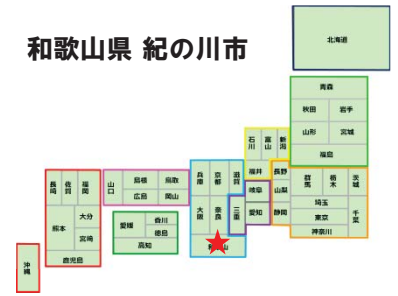 和歌山県 紀の川市
北海道
青森
秋田 岩手
山形 宮城
福島
石川 富山 新潟
福井 長野
岐阜 山梨
愛知 静岡
群馬 栃木 茨城
埼玉
東京 千葉
神奈川
兵庫 京都 滋賀
大阪 奈良 三重
山口 島根 鳥取
広島 岡山
愛媛 香川
徳島
高知
長崎 佐賀 福岡
熊本 大分
宮崎
鹿児島
沖縄